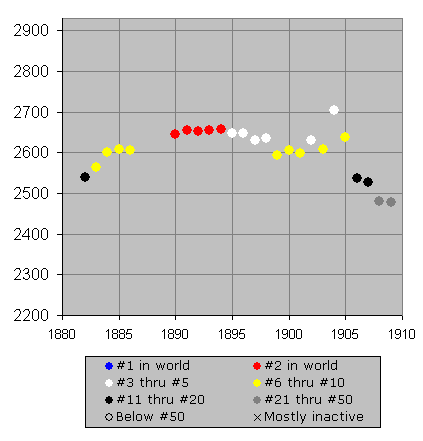 2900
2800
2700
2600
2500
2400
2300
2200
1880 1885 1890 1895 1900 1905 1910
#1 in world #2 in world
#3 thru #5 #6 thru #10
#11 thru #20 #21 thru #50
Below #50 Mostly inactive